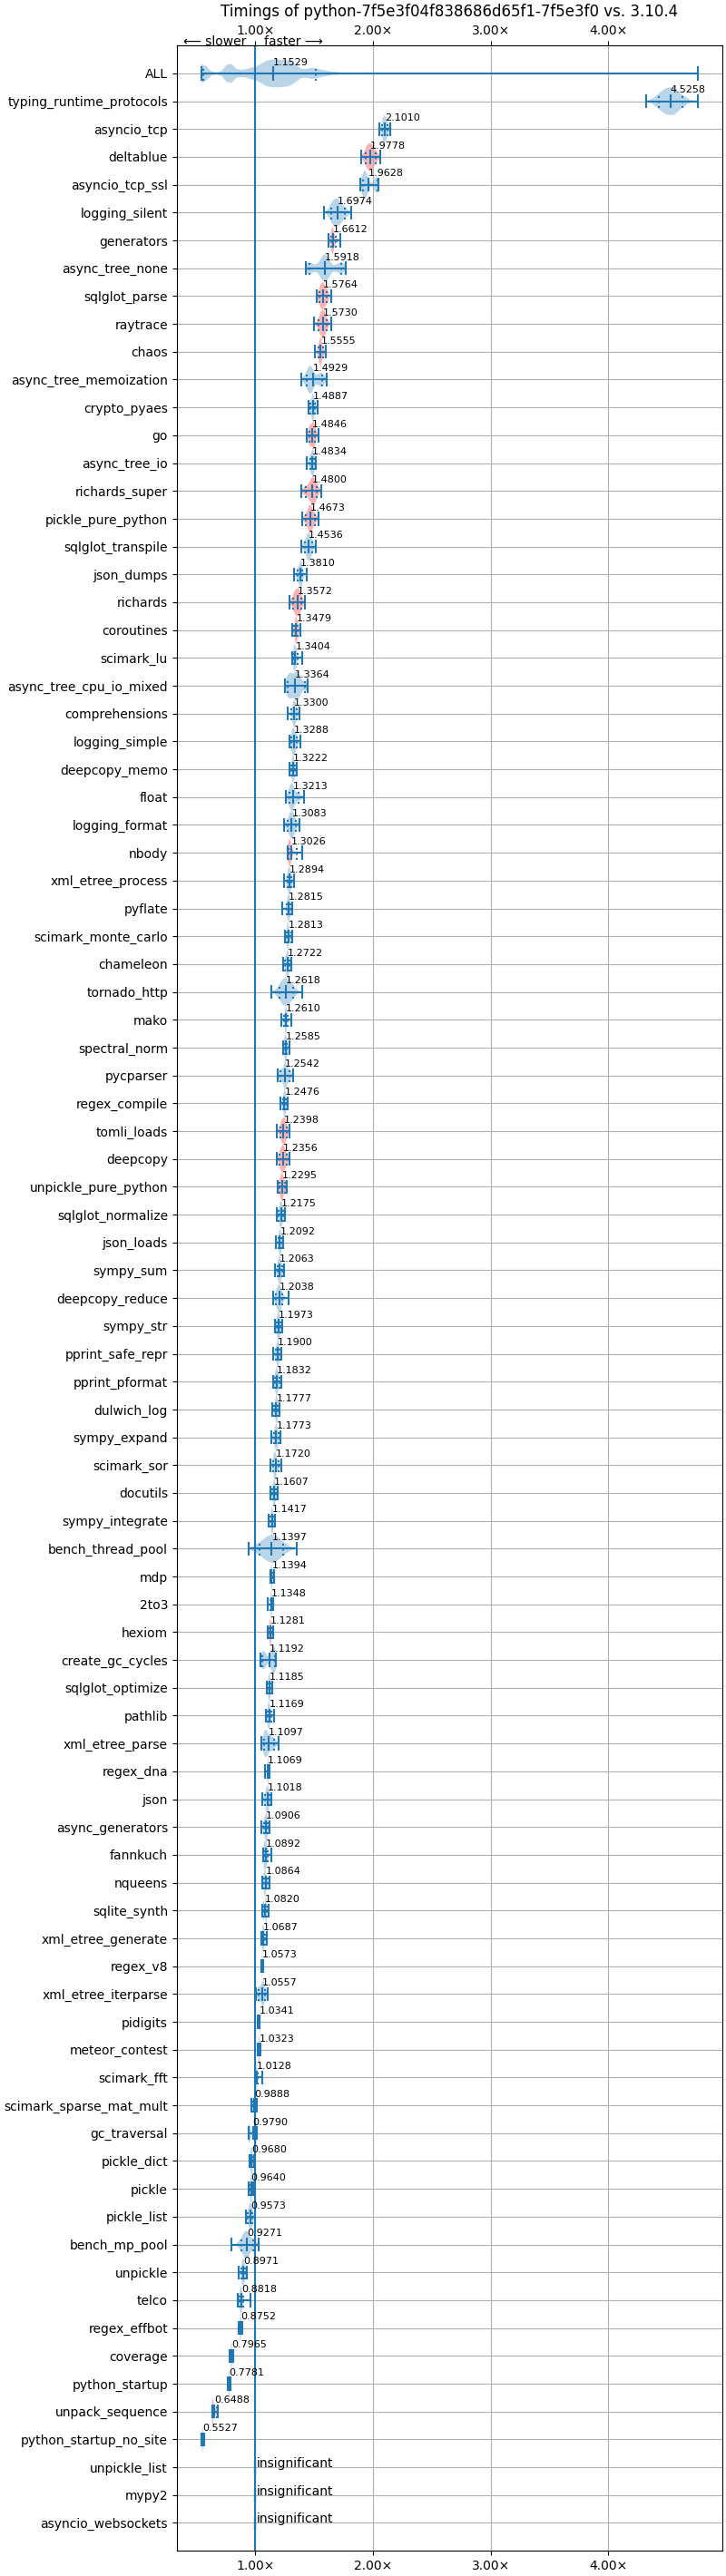 Timings of python-7f5e3f04f838686d65f1-7f5e3f0 vs. 3.10.4
1.00× 2.00× 3.00× 4.00×
⟵ slower faster ⟶
ALL 1.1529
typing_runtime_protocols 4.5258
asyncio_tcp 2.1010
deltablue 1.9778
asyncio_tcp_ssl 1.9628
logging_silent 1.6974
generators 1.6612
async_tree_none 1.5918
sqlglot_parse 1.5764
raytrace 1.5730
chaos 1.5555
async_tree_memoization 1.4929
crypto_pyaes 1.4887
go 1.4846
async_tree_io 1.4834
richards_super 1.4800
pickle_pure_python 1.4673
sqlglot_transpile 1.4536
json_dumps 1.3810
richards 1.3572
coroutines 1.3479
scimark_lu 1.3404
async_tree_cpu_io_mixed 1.3364
comprehensions 1.3300
logging_simple 1.3288
deepcopy_memo 1.3222
float 1.3213
logging_format 1.3083
nbody 1.3026
xml_etree_process 1.2894
pyflate 1.2815
scimark_monte_carlo 1.2813
chameleon 1.2722
tornado_http 1.2618
mako 1.2610
spectral_norm 1.2585
pycparser 1.2542
regex_compile 1.2476
tomli_loads 1.2398
deepcopy 1.2356
unpickle_pure_python 1.2295
sqlglot_normalize 1.2175
json_loads 1.2092
sympy_sum 1.2063
deepcopy_reduce 1.2038
sympy_str 1.1973
pprint_safe_repr 1.1900
pprint_pformat 1.1832
dulwich_log 1.1777
sympy_expand 1.1773
scimark_sor 1.1720
docutils 1.1607
sympy_integrate 1.1417
bench_thread_pool 1.1397
mdp 1.1394
2to3 1.1348
hexiom 1.1281
create_gc_cycles 1.1192
sqlglot_optimize 1.1185
pathlib 1.1169
xml_etree_parse 1.1097
regex_dna 1.1069
json 1.1018
async_generators 1.0906
fannkuch 1.0892
nqueens 1.0864
sqlite_synth 1.0820
xml_etree_generate 1.0687
regex_v8 1.0573
xml_etree_iterparse 1.0557
pidigits 1.0341
meteor_contest 1.0323
scimark_fft 1.0128
scimark_sparse_mat_mult 0.9888
gc_traversal 0.9790
pickle_dict 0.9680
pickle 0.9640
pickle_list 0.9573
bench_mp_pool 0.9271
unpickle 0.8971
telco 0.8818
regex_effbot 0.8752
coverage 0.7965
python_startup 0.7781
unpack_sequence 0.6488
python_startup_no_site 0.5527
unpickle_list insignificant
mypy2 insignificant
asyncio_websockets insignificant
1.00× 2.00× 3.00× 4.00×